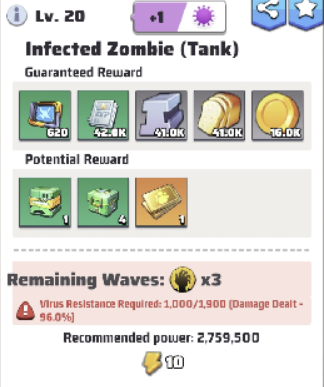 Lv. 20
+1
Infected Zombie (Tank)
Guaranteed Reward
620 42.0K 41.0K 41.0K 16.0K
Potential Reward
1 4 1
Remaining Waves: x3
Virus Resistance Required: 1,000/1,900 (Damage Dealt -
96.0%)
Recommended power: 2,759,500
10